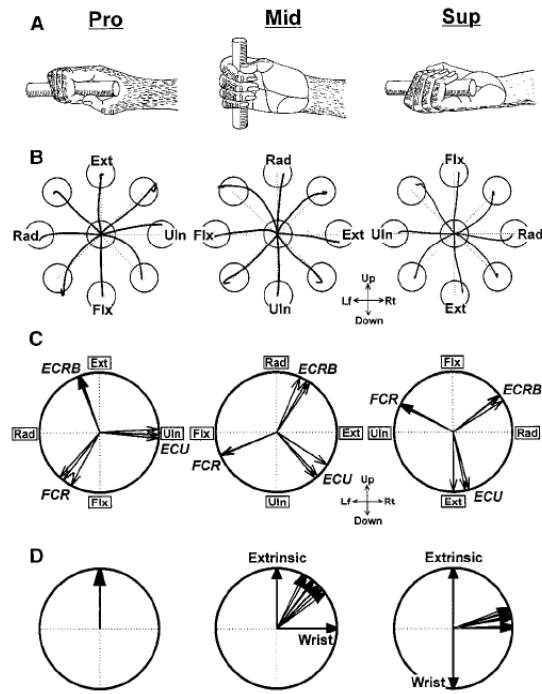 Pro Mid Sup
A
B
Ext Rad Flx
Rad Uln Flx Ext Uln Rad
Flx Uln Ext
Up
Lf Rt
Down
C
Ext Rad Flx
ECRB ECRB ECRB
FCR
Rad Uln Flx Ext Uln Rad
ECU
FCR FCR ECU ECU
Flx Uln Ext
Up
Lf Rt
Down
D
Extrinsic Extrinsic
Wrist
Wrist